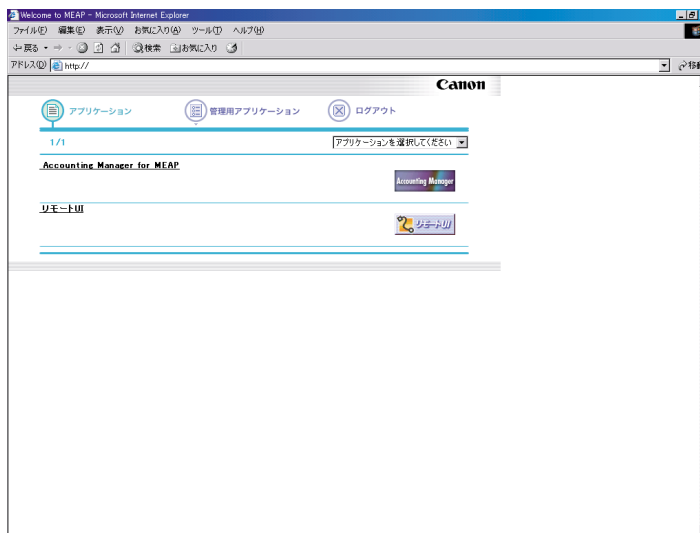 Welcome to MEAP - Microsoft Internet Explorer
ファイル(F) 編集(E) 表示(V) お気に入り(A) ツール(T) ヘルプ(H)
戻る 検索 お気に入り
アドレス(D) http:// 移動
Canon
アプリケーション 管理用アプリケーション ログアウト
1/1 アプリケーションを選択してください
Accounting Manager for MEAP
Accounting Manager
リモートUI
リモートUI